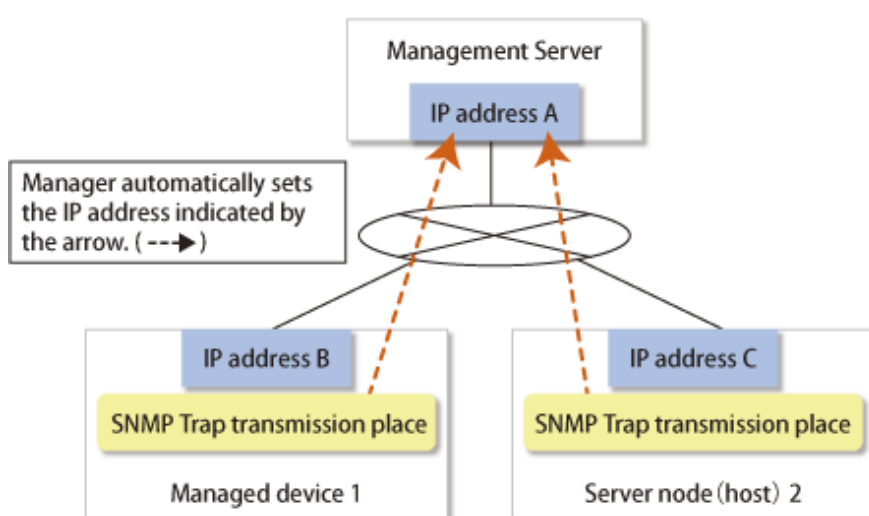 Management Server
IP address A
Manager automatically sets
the IP address indicated by
the arrow. ( ---▶ )
IP address B
IP address C
SNMP Trap transmission place
SNMP Trap transmission place
Managed device 1
Server node (host) 2